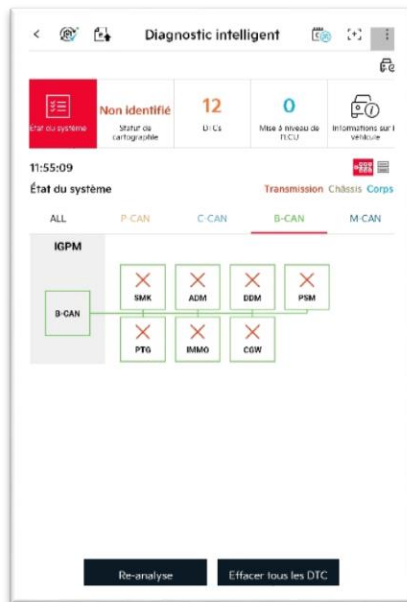 Diagnostic intelligent
Non identifié
12
0
État du système
Statut de
cartographie
DTCs
Mise à niveau de
l'ECU
Informations sur l
véhicule
11:55:09
État du système
Transmission Châssis Corps
ALL
P-CAN
C-CAN
B-CAN
M-CAN
IGPM
B-CAN
SMK
ADM
DDM
PSM
PTG
IMMO
CGW
Re-analyse
Effacer tous les DTC